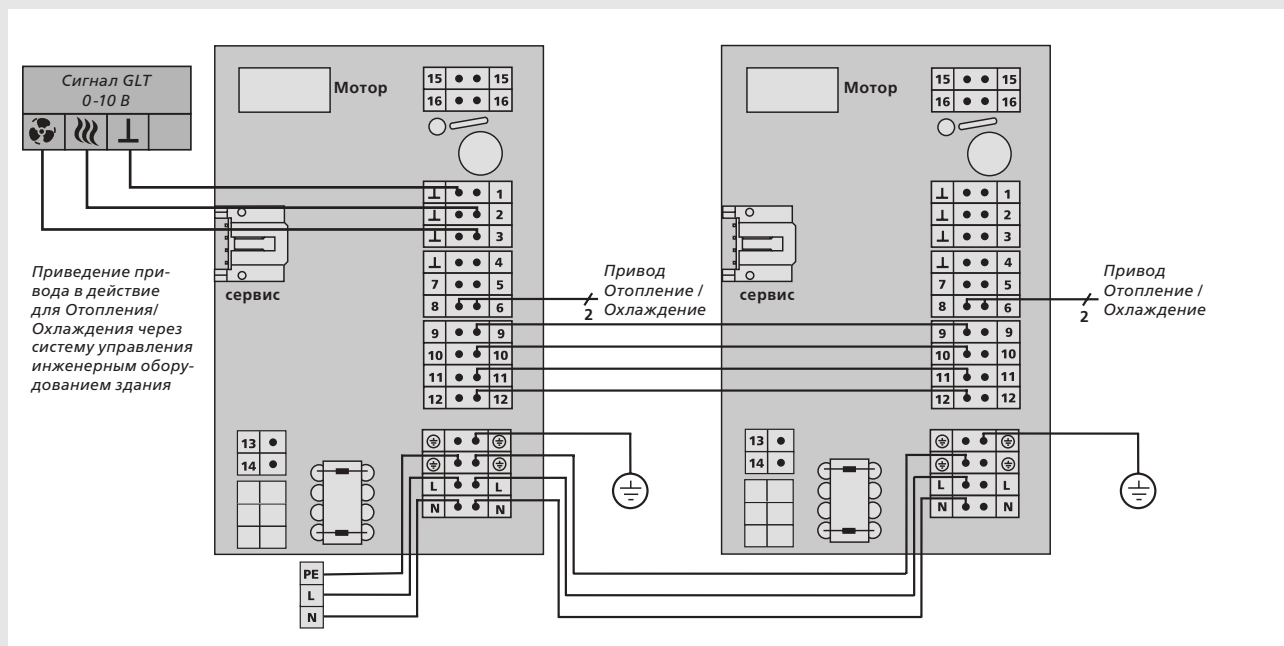 Сигнал GLT
0-10 В
Приведение при-
вода в действие
для Отопления/
Охлаждения через
систему управления
инженерным обору-
дованием здания
Мотор
15 15
16 16
⊥ 1
⊥ 2
⊥ 3
⊥ 4
7 5
8 6
9 9
10 10
11 11
12 12
сервис
13
14
L L
N N
PE
L
N
Привод
Отопление /
Охлаждение
2
Мотор
15 15
16 16
⊥ 1
⊥ 2
⊥ 3
⊥ 4
7 5
8 6
9 9
10 10
11 11
12 12
сервис
13
14
L L
N N
Привод
Отопление /
Охлаждение
2